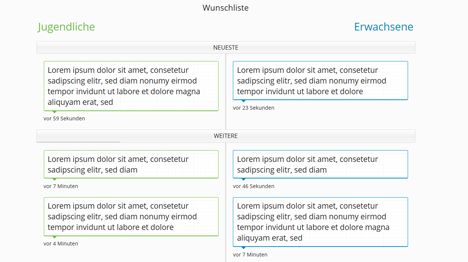 Wunschliste
Jugendliche
Erwachsene
NEUESTE
Lorem ipsum dolor sit amet, consetetur
sadipscing elitr, sed diam nonumy eirmod
tempor invidunt ut labore et dolore magna
aliquyam erat, sed
vor 59 Sekunden
Lorem ipsum dolor sit amet, consetetur
sadipscing elitr, sed diam nonumy eirmod
tempor invidunt ut labore et dolore
vor 23 Sekunden
WEITERE
Lorem ipsum dolor sit amet, consetetur
sadipscing elitr, sed diam
vor 7 Minuten
Lorem ipsum dolor sit amet, consetetur
sadipscing elitr, sed diam nonumy eirmod
tempor invidunt ut labore et dolore
vor 4 Minuten
Lorem ipsum dolor sit amet, consetetur
sadipscing elitr, sed diam
vor 46 Sekunden
Lorem ipsum dolor sit amet, consetetur
sadipscing elitr, sed diam nonumy eirmod
tempor invidunt ut labore et dolore magna
aliquyam erat, sed
vor 7 Minuten